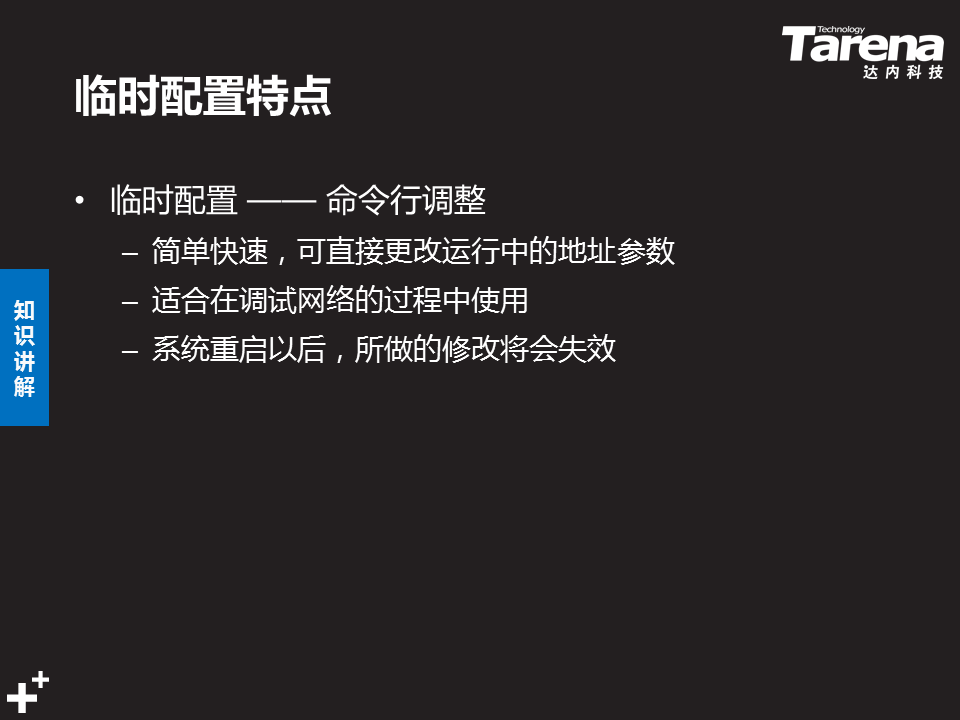 Technology
Tarena
达内科技
临时配置特点
• 临时配置 —— 命令行调整
– 简单快速，可直接更改运行中的地址参数
– 适合在调试网络的过程中使用
– 系统重启以后，所做的修改将会失效
知
识
讲
解